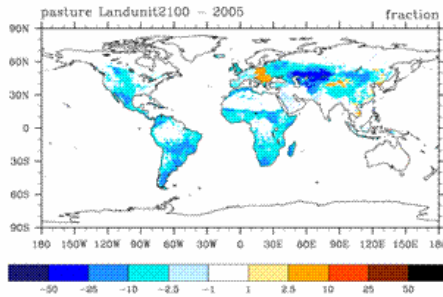 pasture Landunit2100 - 2005 fraction
90N
60N
30N
0
30S
60S
90S
180 150W 120W 90W 60W 30W 0 30E 60E 90E 120E 150E 180
-50 -25 -10 -2.5 -1 1 2.5 10 25 50